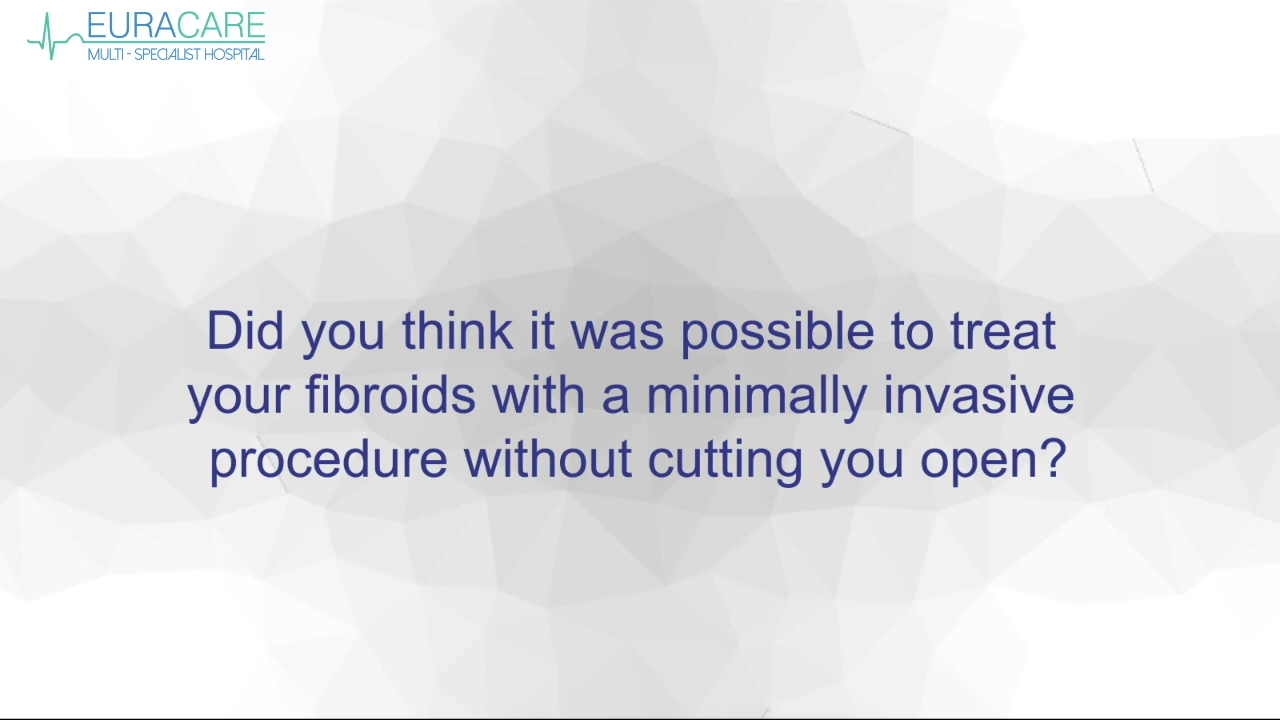 EURACARE
MULTI - SPECIALIST HOSPITAL
Did you think it was possible to treat
your fibroids with a minimally invasive
procedure without cutting you open?